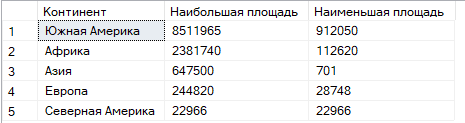 Континент Наибольшая площадь Наименьшая площадь
1 Южная Америка 8511965 912050
2 Африка 2381740 112620
3 Азия 647500 701
4 Европа 244820 28748
5 Северная Америка 22966 22966